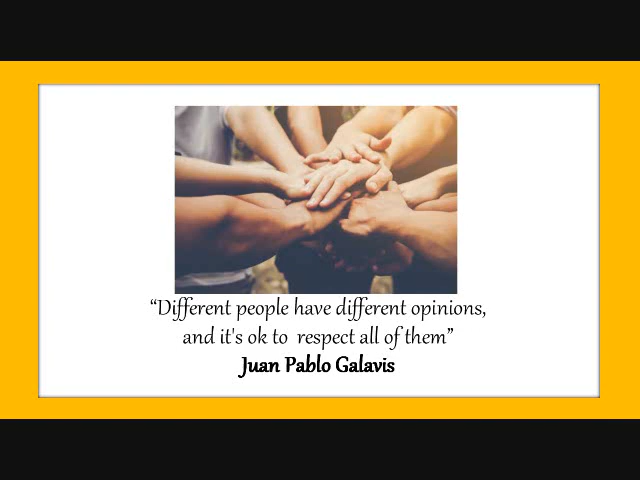 “Different people have different opinions,
and it's ok to  respect all of them”
Juan Pablo Galavis